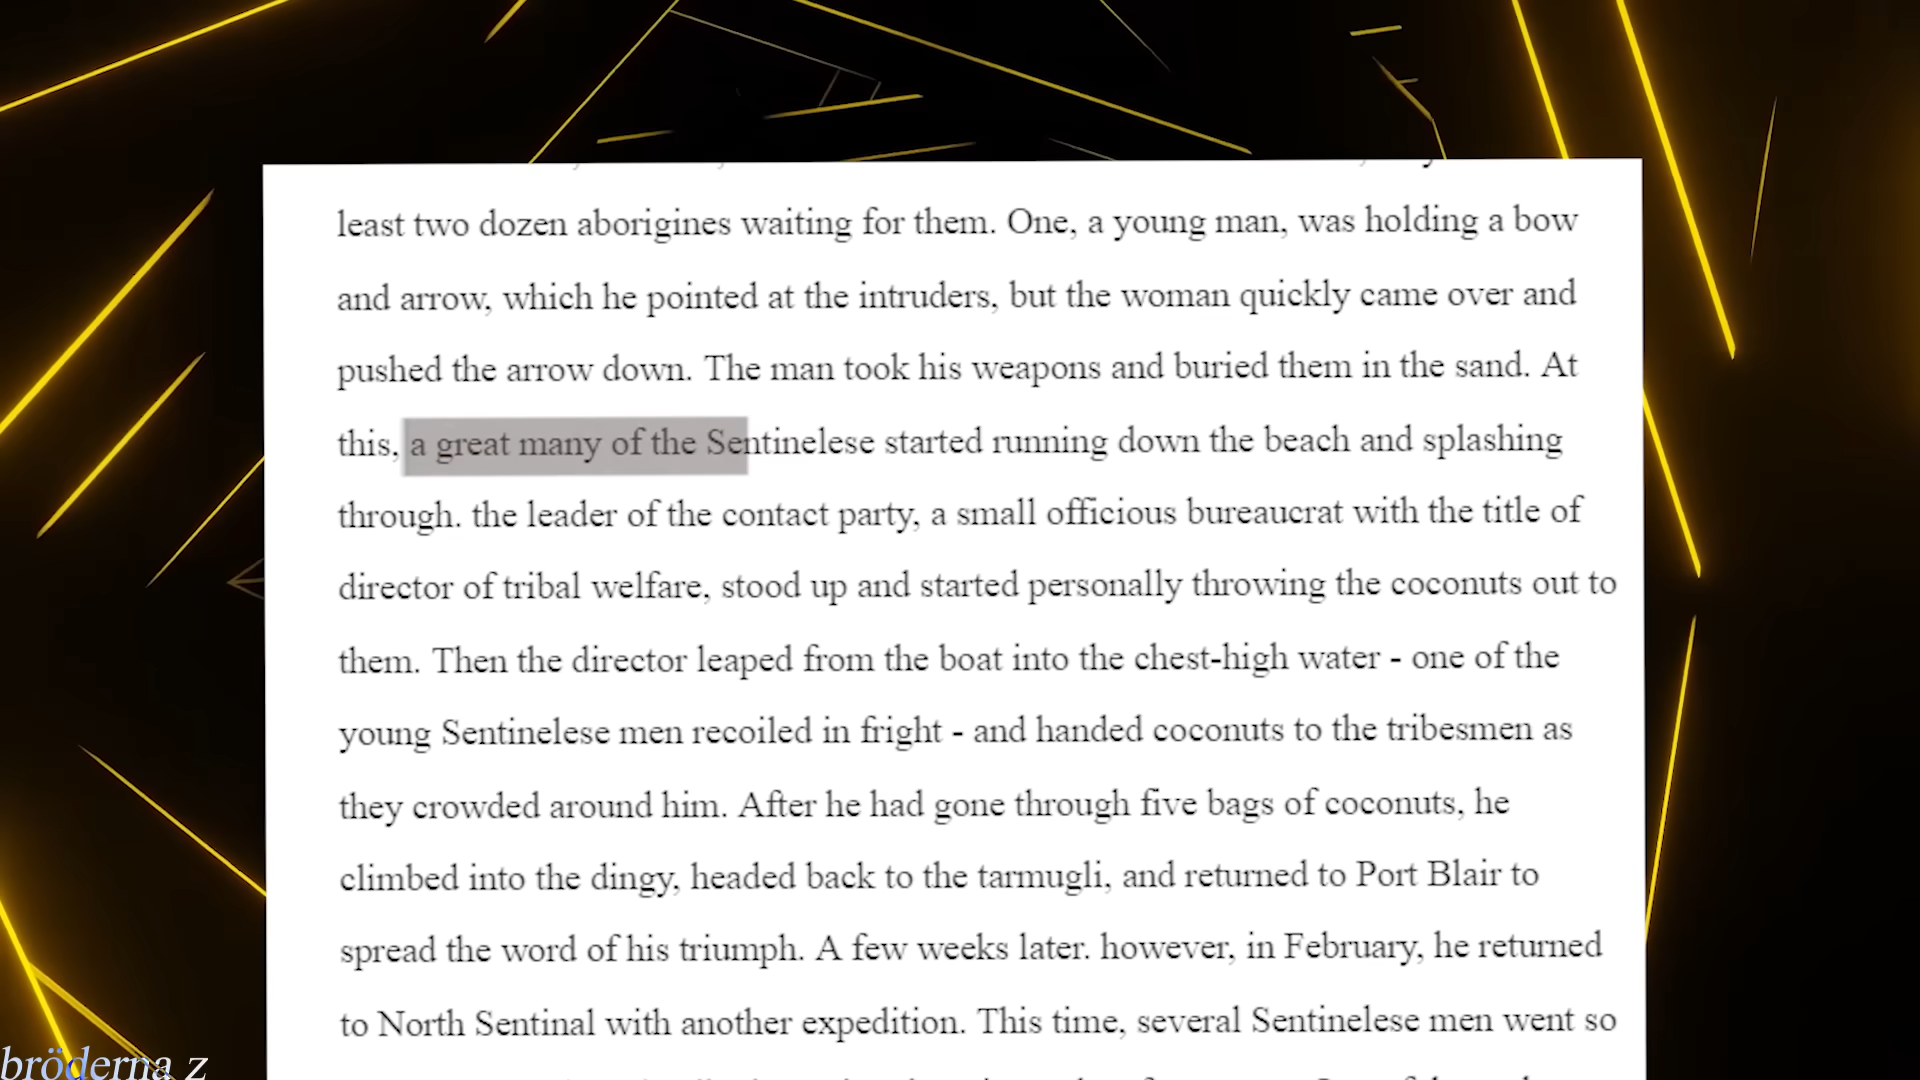 least two dozen aborigines waiting for them. One, a young man, was holding a bow
and arrow, which he pointed at the intruders, but the woman quickly came over and
pushed the arrow down. The man took his weapons and buried them in the sand. At
this, a great many of the Sentinelese started running down the beach and splashing
through. the leader of the contact party, a small officious bureaucrat with the title of
director of tribal welfare, stood up and started personally throwing the coconuts out to
them. Then the director leaped from the boat into the chest-high water - one of the
young Sentinelese men recoiled in fright - and handed coconuts to the tribesmen as
they crowded around him. After he had gone through five bags of coconuts, he
climbed into the dingy, headed back to the tarmugli, and returned to Port Blair to
spread the word of his triumph. A few weeks later. however, in February, he returned
to North Sentinal with another expedition. This time, several Sentinelese men went so
bröderna z